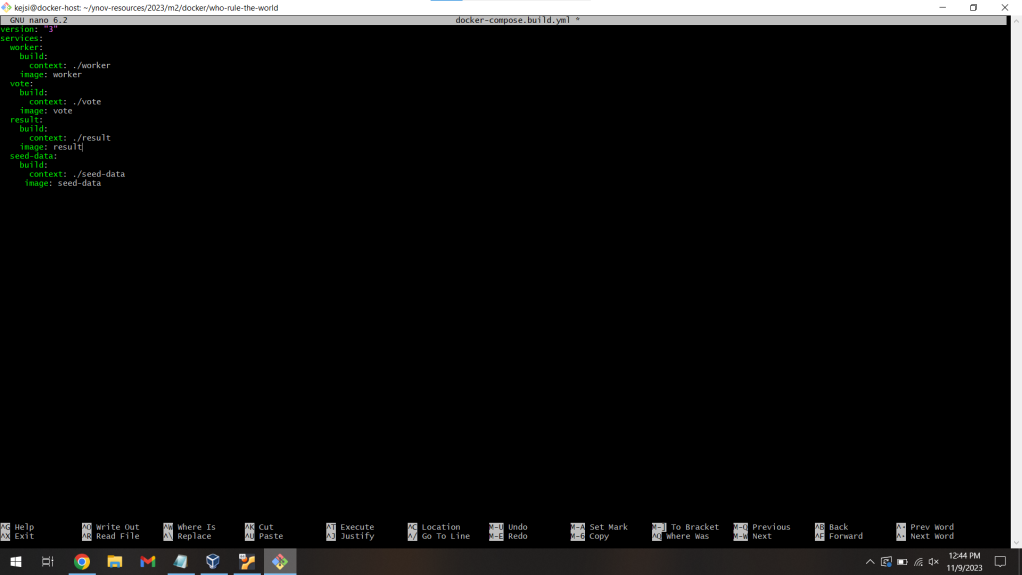 kejsi@docker-host: ~/ynov-resources/2023/m2/docker/who-rule-the-world
GNU nano 6.2 docker-compose.build.yml *
version: "3"
services:
  worker:
    build:
      context: ./worker
    image: worker
  vote:
    build:
      context: ./vote
    image: vote
  result:
    build:
      context: ./result
    image: result
  seed-data:
    build:
      context: ./seed-data
     image: seed-data
^G Help ^O Write Out ^W Where Is ^K Cut ^T Execute ^C Location M-U Undo M-A Set Mark M-] To Bracket M-Q Previous ^B Back Prev Word
^X Exit ^R Read File ^\ Replace ^U Paste ^J Justify ^/ Go To Line M-E Redo M-6 Copy ^Q Where Was M-W Next ^F Forward Next Word
12:44 PM
11/9/2023